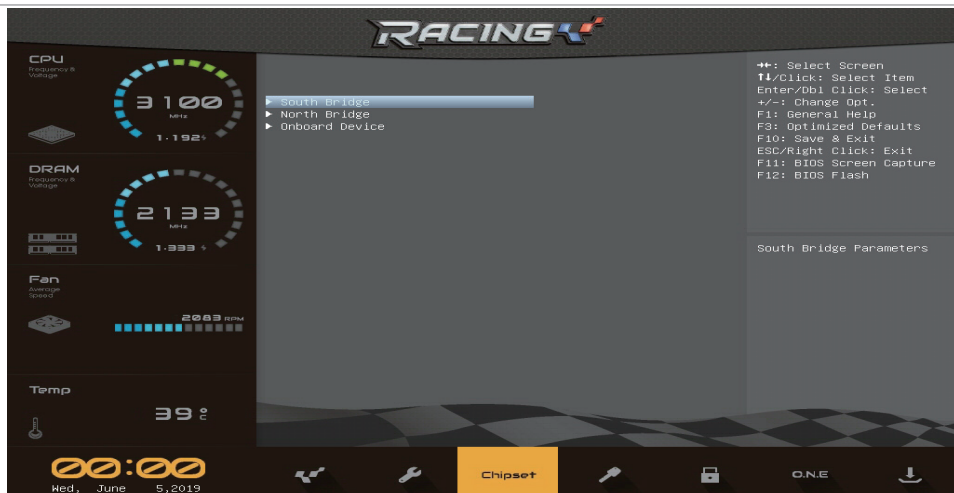 RACING
CPU
Frequency &
Voltage
3100
MHz
1.192
DRAM
Frequency &
Voltage
2133
MHz
1.333
Fan
Average
Speed
2083 RPM
Temp
39 °C
00:00
Wed, June 5,2019
▶ South Bridge
▶ North Bridge
▶ Onboard Device
→←: Select Screen
↑↓/Click: Select Item
Enter/Dbl Click: Select
+/-: Change Opt.
F1: General Help
F3: Optimized Defaults
F10: Save & Exit
ESC/Right Click: Exit
F11: BIOS Screen Capture
F12: BIOS Flash
South Bridge Parameters
Chipset
O.N.E